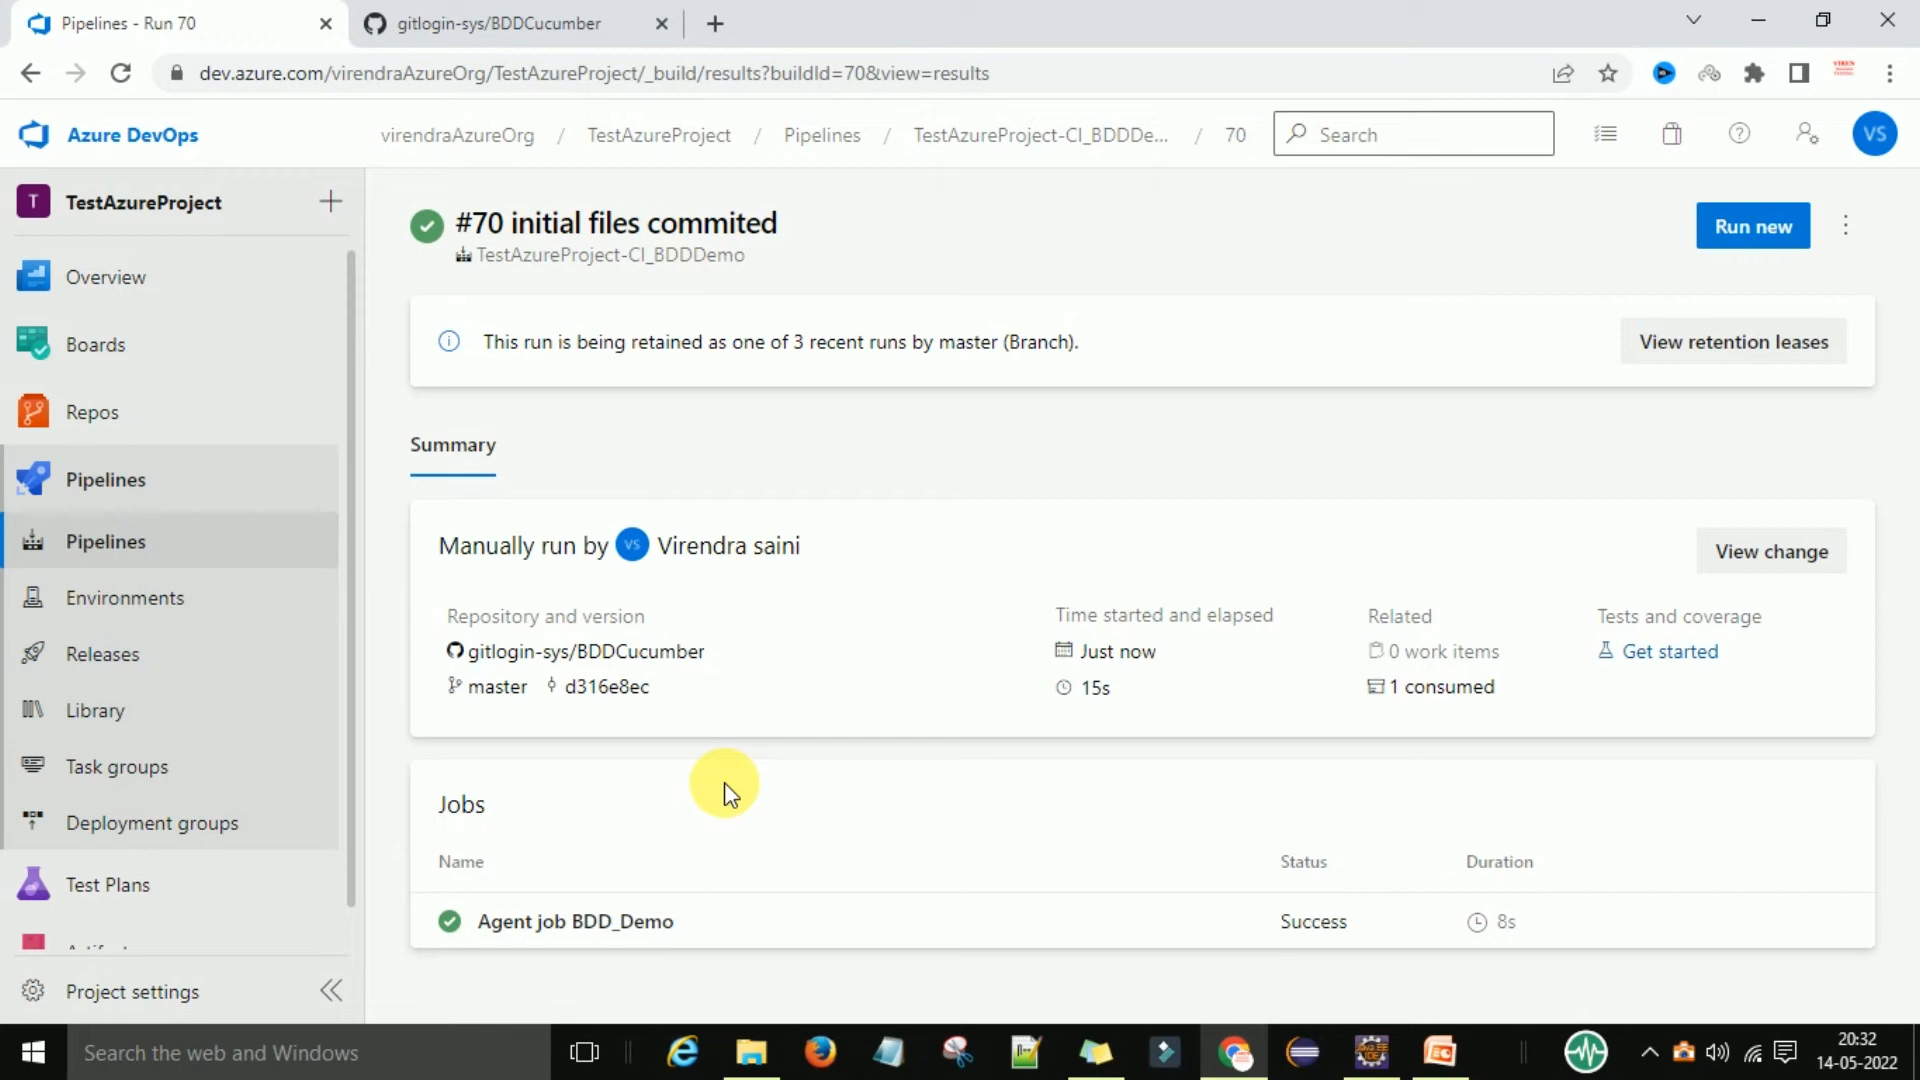 Pipelines - Run 70
gitlogin-sys/BDDCucumber
dev.azure.com/virendraAzureOrg/TestAzureProject/_build/results?buildId=70&view=results
Azure DevOps
virendraAzureOrg / TestAzureProject / Pipelines / TestAzureProject-CI_BDDDe... / 70
Search
VS
T TestAzureProject
Overview
Boards
Repos
Pipelines
Pipelines
Environments
Releases
Library
Task groups
Deployment groups
Test Plans
Project settings
#70 initial files commited
TestAzureProject-CI_BDDDemo
Run new
This run is being retained as one of 3 recent runs by master (Branch).
View retention leases
Summary
Manually run by VS Virendra saini
View change
Repository and version
gitlogin-sys/BDDCucumber
master d316e8ec
Time started and elapsed
Just now
15s
Related
0 work items
1 consumed
Tests and coverage
Get started
Jobs
Name Status Duration
Agent job BDD_Demo Success 8s
Search the web and Windows
20:32
14-05-2022